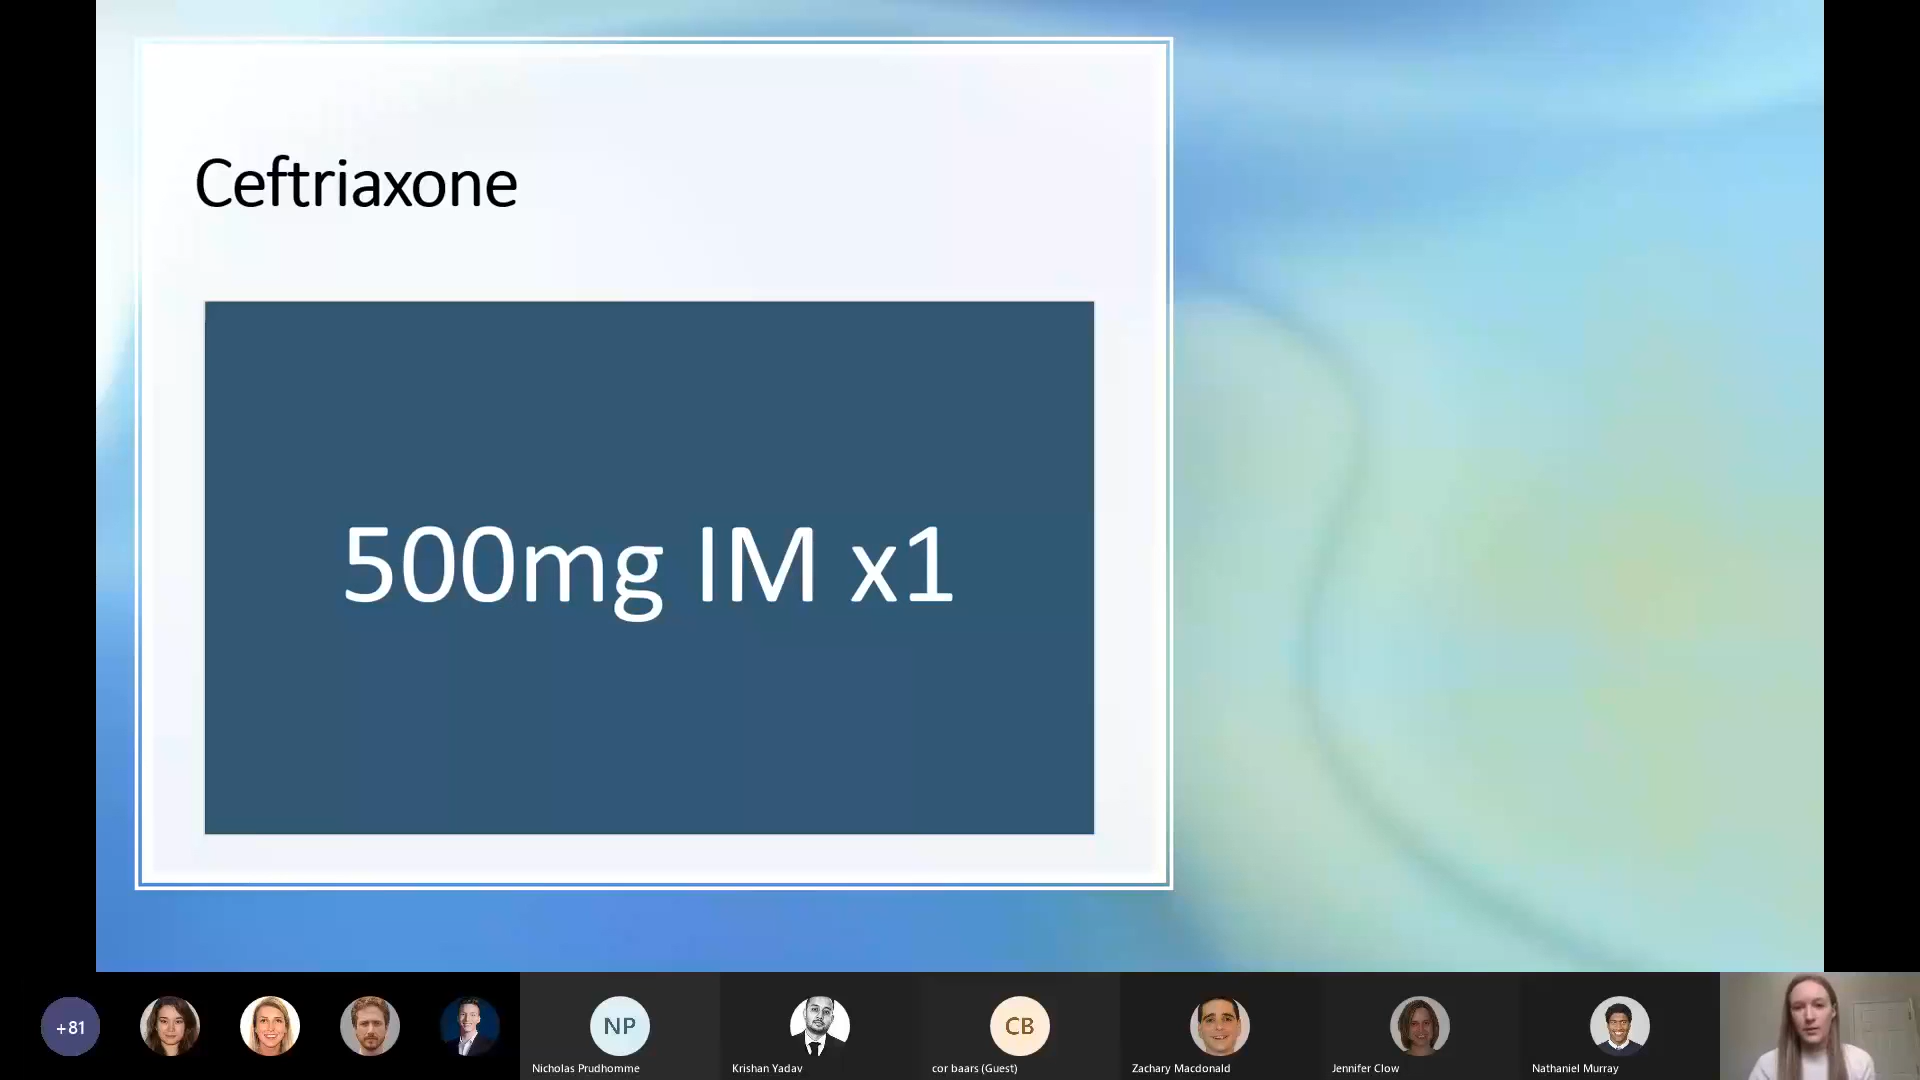 Ceftriaxone
500mg IM x1
+81
NP
CB
Nicholas Prudhomme
Krishan Yadav
cor baars (Guest)
Zachary Macdonald
Jennifer Clow
Nathaniel Murray